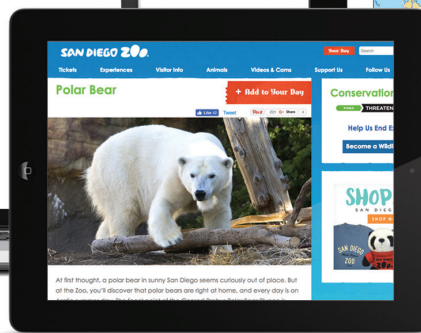 SAN DIEGO ZOO.
Your Day
Search
Tickets
Experiences
Visitor Info
Animals
Videos & Cams
Support Us
Follow Us
Polar Bear
+ Add to Your Day
Like
Tweet
Pin it
G+ Share
Conservation
THREATEN
Help Us End E
Become a Wildl
SHOP
SAN DIEG
SHOP
SAN DIEGO
ZOO
At first thought, a polar bear in sunny San Diego seems curiously out of place. But
at the Zoo, you'll discover that polar bears are right at home, and every day is an